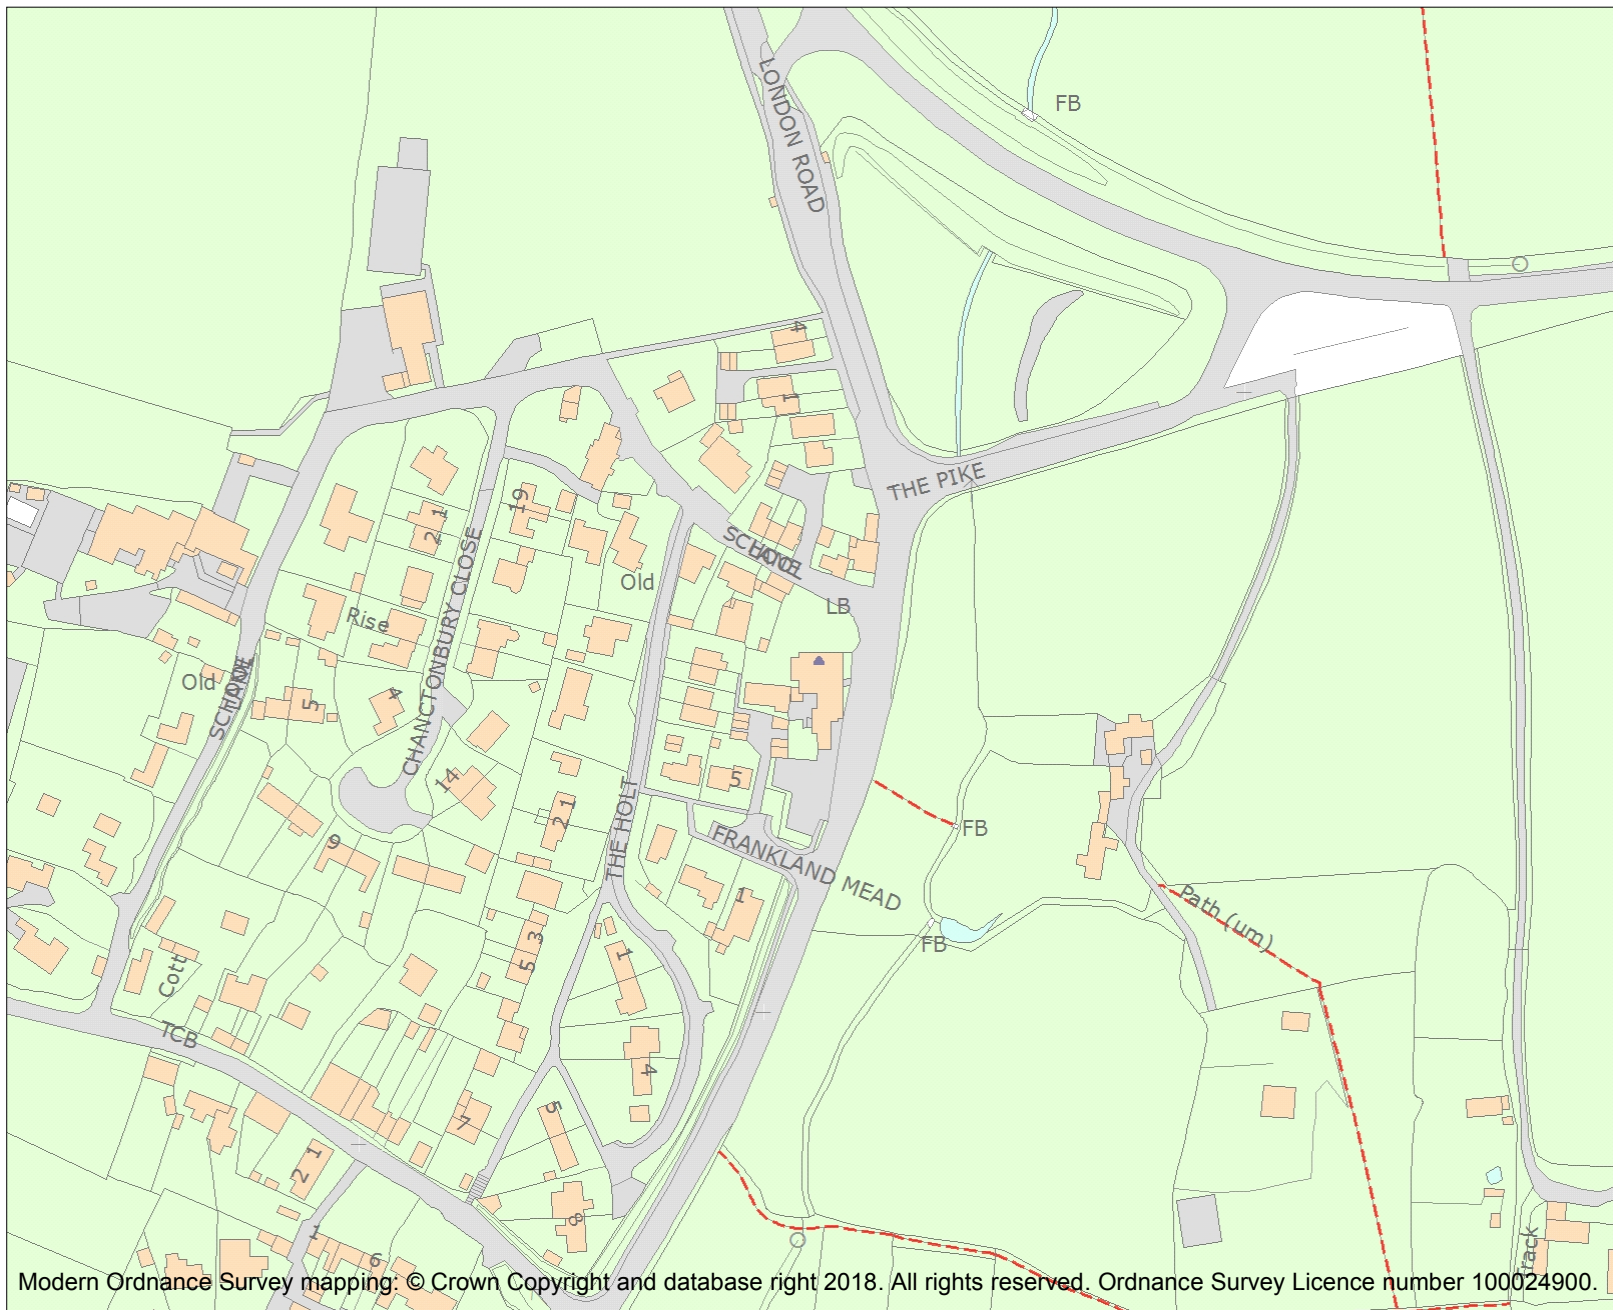 LONDON ROAD
FB
4
1
THE PIKE
19
2 1
SCHOOL
LANE
Old
LB
Rise
CHANCTONBURY CLOSE
Old
SCHOOL
LANE
5
4
14
5
2 1
THE HOLT
FB
FRANKLAND MEAD
9
1
Path (um)
FB
3
5
1
Cott
TCB
4
5
7
2 1
8
1
6
Track
Modern Ordnance Survey mapping: © Crown Copyright and database right 2018. All rights reserved. Ordnance Survey Licence number 100024900.